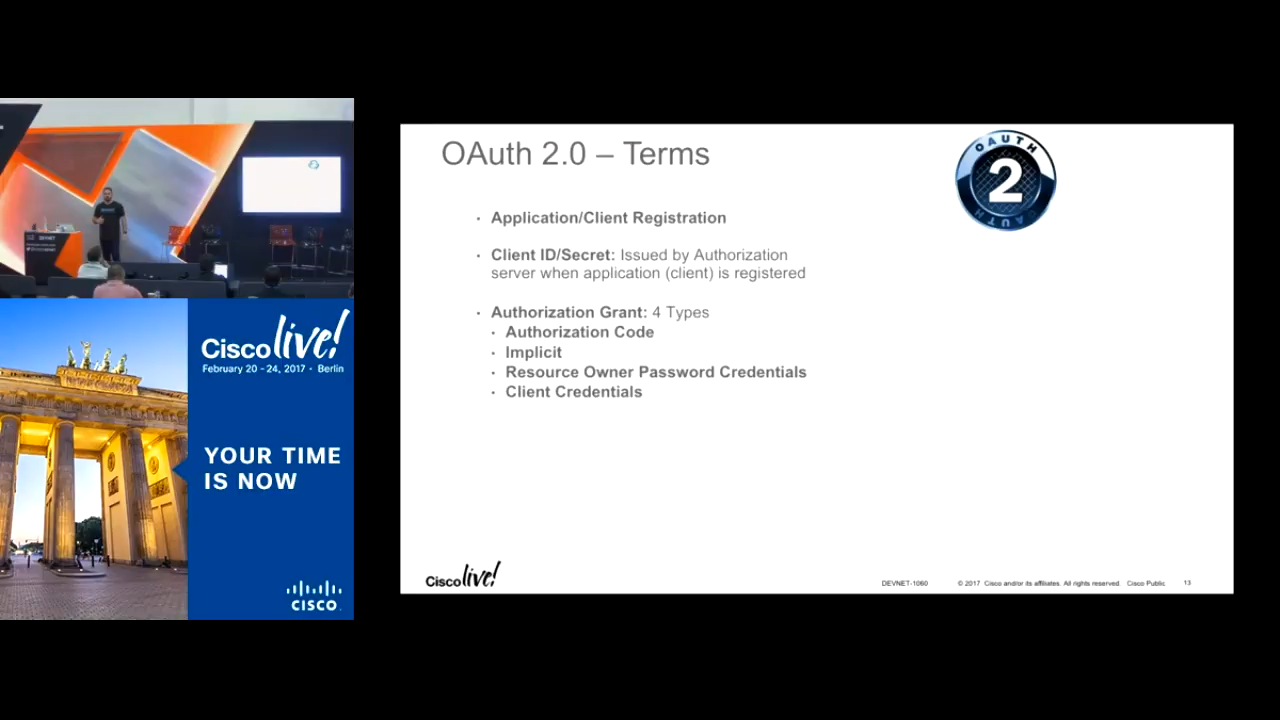 OAuth 2.0 – Terms
OAUTH
2
OAUTH
· Application/Client Registration
· Client ID/Secret: Issued by Authorization
server when application (client) is registered
· Authorization Grant: 4 Types
· Authorization Code
· Implicit
· Resource Owner Password Credentials
· Client Credentials
Cisco live!
DEVNET-1060 © 2017 Cisco and/or its affiliates. All rights reserved. Cisco Public 13
Cisco live!
February 20 - 24, 2017 · Berlin
YOUR TIME
IS NOW
CISCO